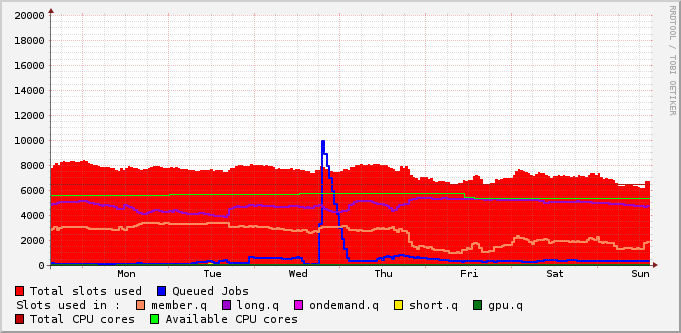 20000
18000
16000
14000
12000
10000
8000
6000
4000
2000
0
Mon Tue Wed Thu Fri Sat Sun
RRDTOOL / TOBI OETIKER
Total slots used Queued Jobs
Slots used in : member.q long.q ondemand.q short.q gpu.q
Total CPU cores Available CPU cores